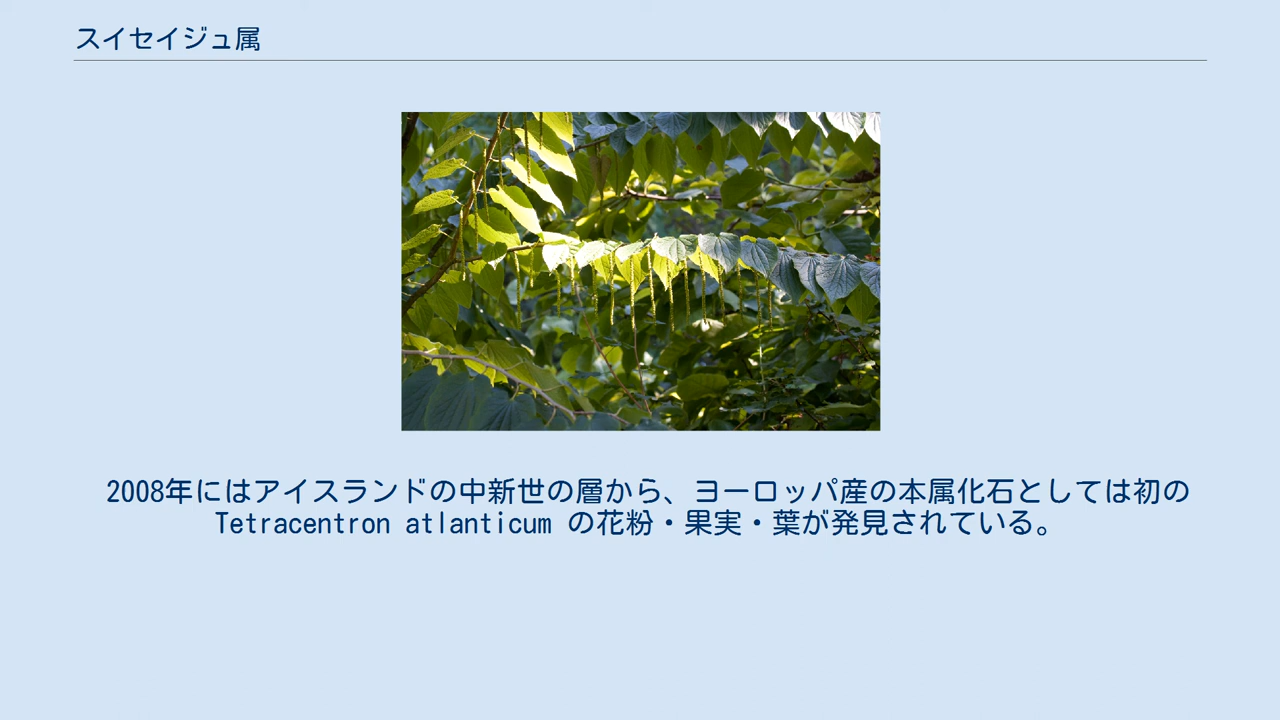 スイセイジュ属
2008年にはアイスランドの中新世の層から、ヨーロッパ産の本属化石としては初の
Tetracentron atlanticum の花粉・果実・葉が発見されている。